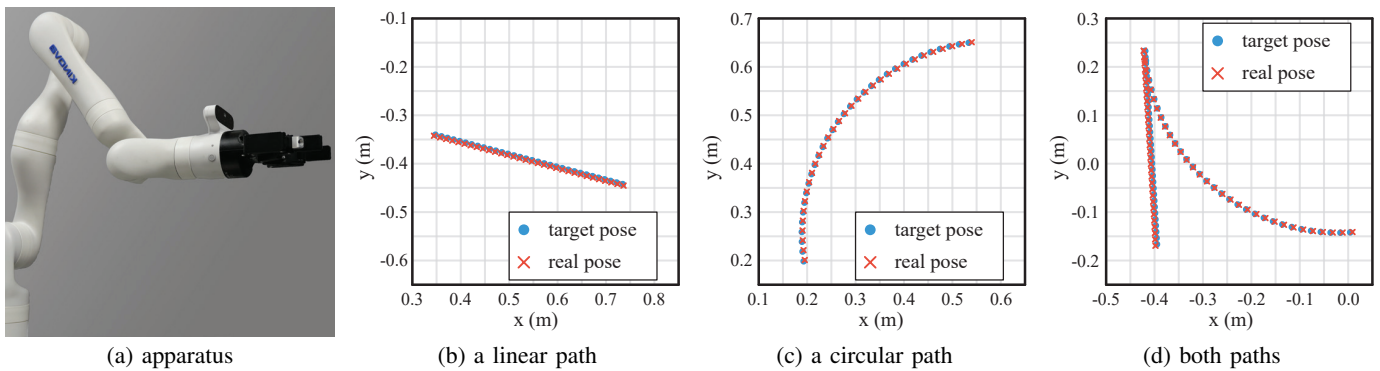 KINOVA
-0.1
-0.2
-0.3
-0.4
-0.5
-0.6
y (m)
0.3 0.4 0.5 0.6 0.7 0.8
x (m)
target pose
real pose
0.7
0.6
0.5
0.4
0.3
0.2
y (m)
0.1 0.2 0.3 0.4 0.5 0.6
x (m)
target pose
real pose
0.3
0.2
0.1
0.0
-0.1
-0.2
y (m)
-0.5 -0.4 -0.3 -0.2 -0.1 0.0
x (m)
target pose
real pose
(a) apparatus
(b) a linear path
(c) a circular path
(d) both paths